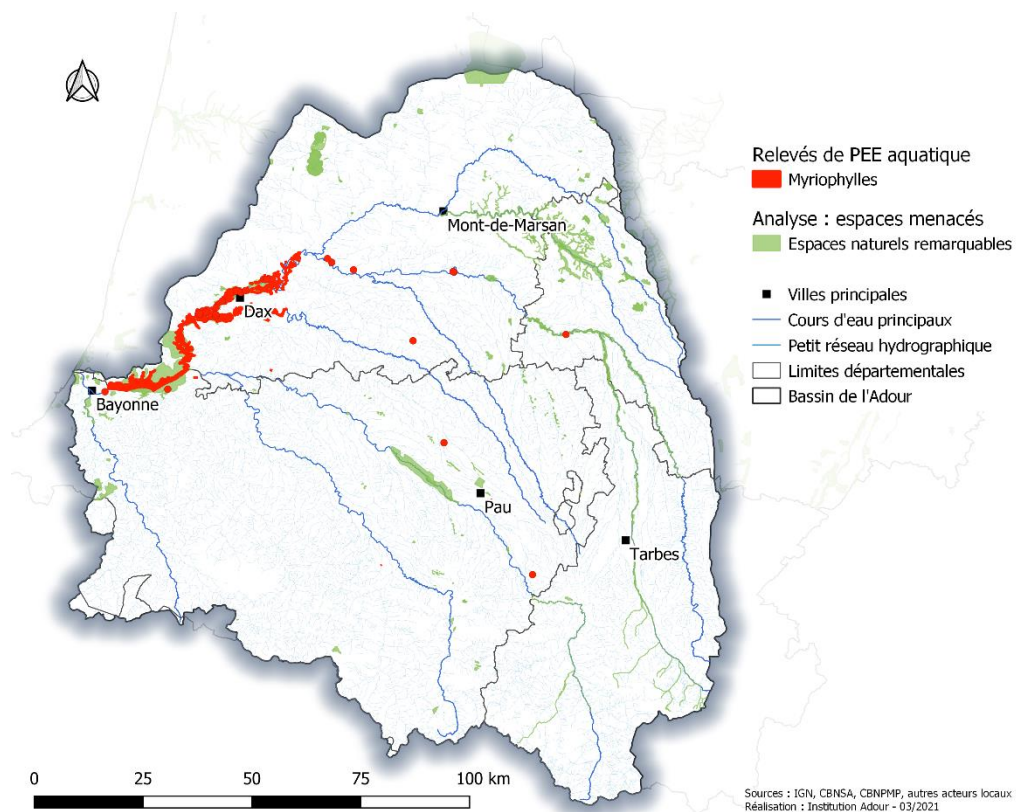 Relevés de PEE aquatique
Myriophylles
Analyse : espaces menacés
Espaces naturels remarquables
Villes principales
Cours d'eau principaux
Petit réseau hydrographique
Limites départementales
Bassin de l'Adour
Mont-de-Marsan
Dax
Bayonne
Pau
Tarbes
0 25 50 75 100 km
Sources : IGN, CBNSA, CBNPMP, autres acteurs locaux
Réalisation : Institution Adour - 03/2021